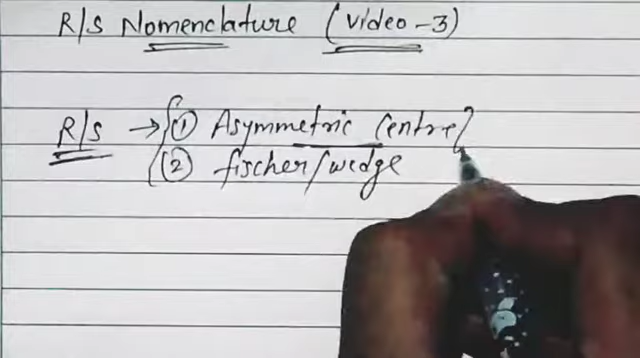 R/S Nomenclature (video-3)
R/S → (1) Asymmetric Centre
(2) fischer/wedge